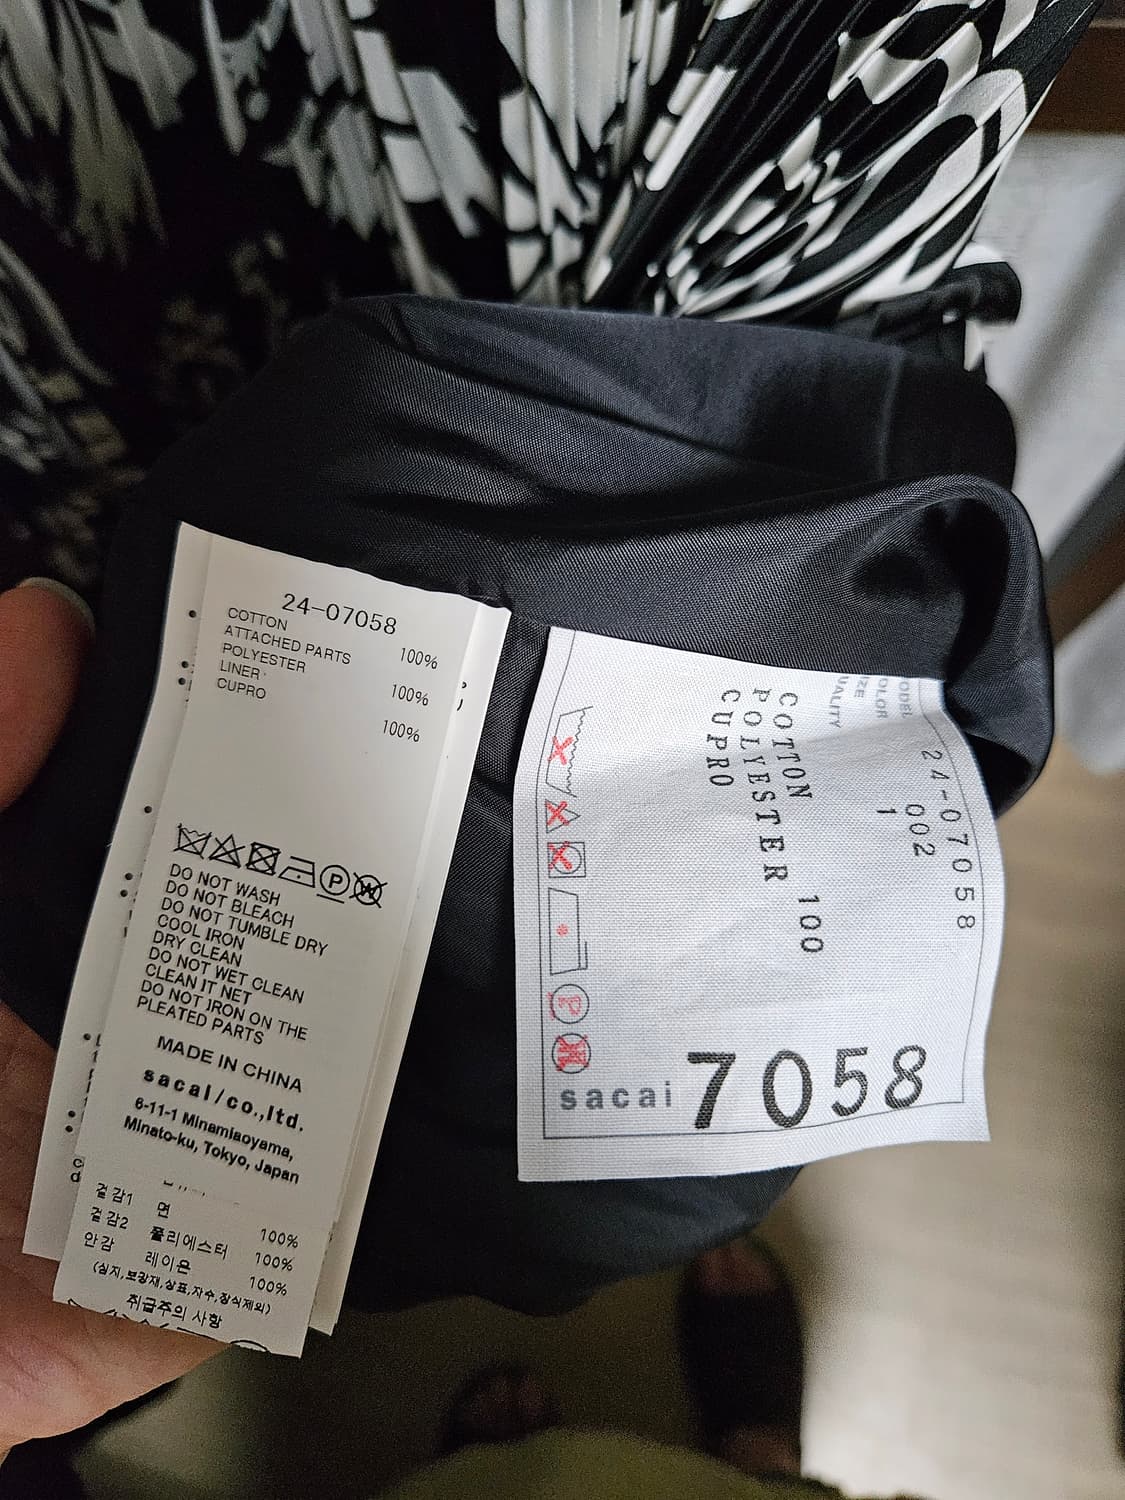 24-07058
COTTON 100%
ATTACHED PARTS
POLYESTER 100%
LINER
CUPRO 100%
P
W
DO NOT WASH
DO NOT BLEACH
DO NOT TUMBLE DRY
COOL IRON
DRY CLEAN
DO NOT WET CLEAN
CLEAN IT NET
DO NOT IRON ON THE
PLEATED PARTS
MADE IN CHINA
sacai/co.,ltd.
6-11-1 Minamiaoyama,
Minato-ku, Tokyo, Japan
겉감1 면 100%
겉감2 폴리에스터 100%
안감 레이온 100%
(심지,보강재,상표,자수,장식제외)
취급주의 사항
24-07058
002
1
COTTON 100
POLYESTER
CUPRO
P
W
sacai 7058